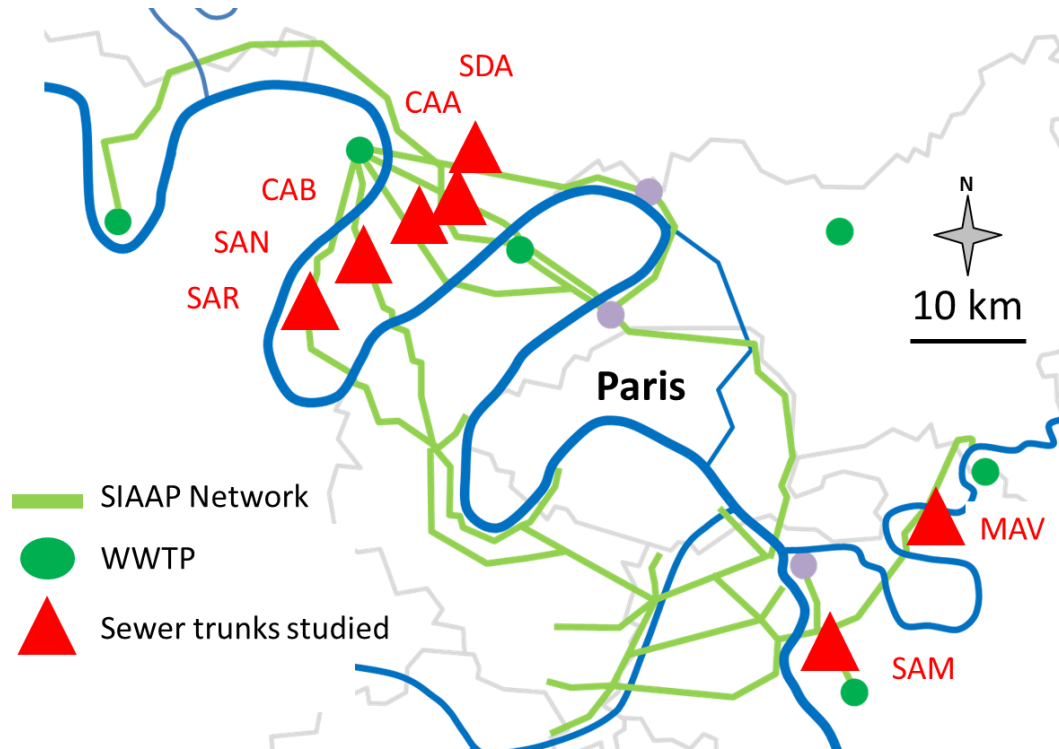 SDA
CAA
CAB
N
SAN
SAR
10 km
Paris
SIAAP Network
WWTP
MAV
Sewer trunks studied
SAM